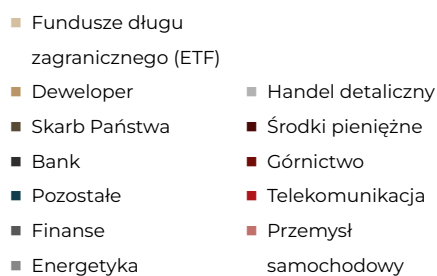 Fundusze długu
zagranicznego (ETF)
Deweloper
Skarb Państwa
Bank
Pozostałe
Finanse
Energetyka
Handel detaliczny
Środki pieniężne
Górnictwo
Telekomunikacja
Przemysł
samochodowy